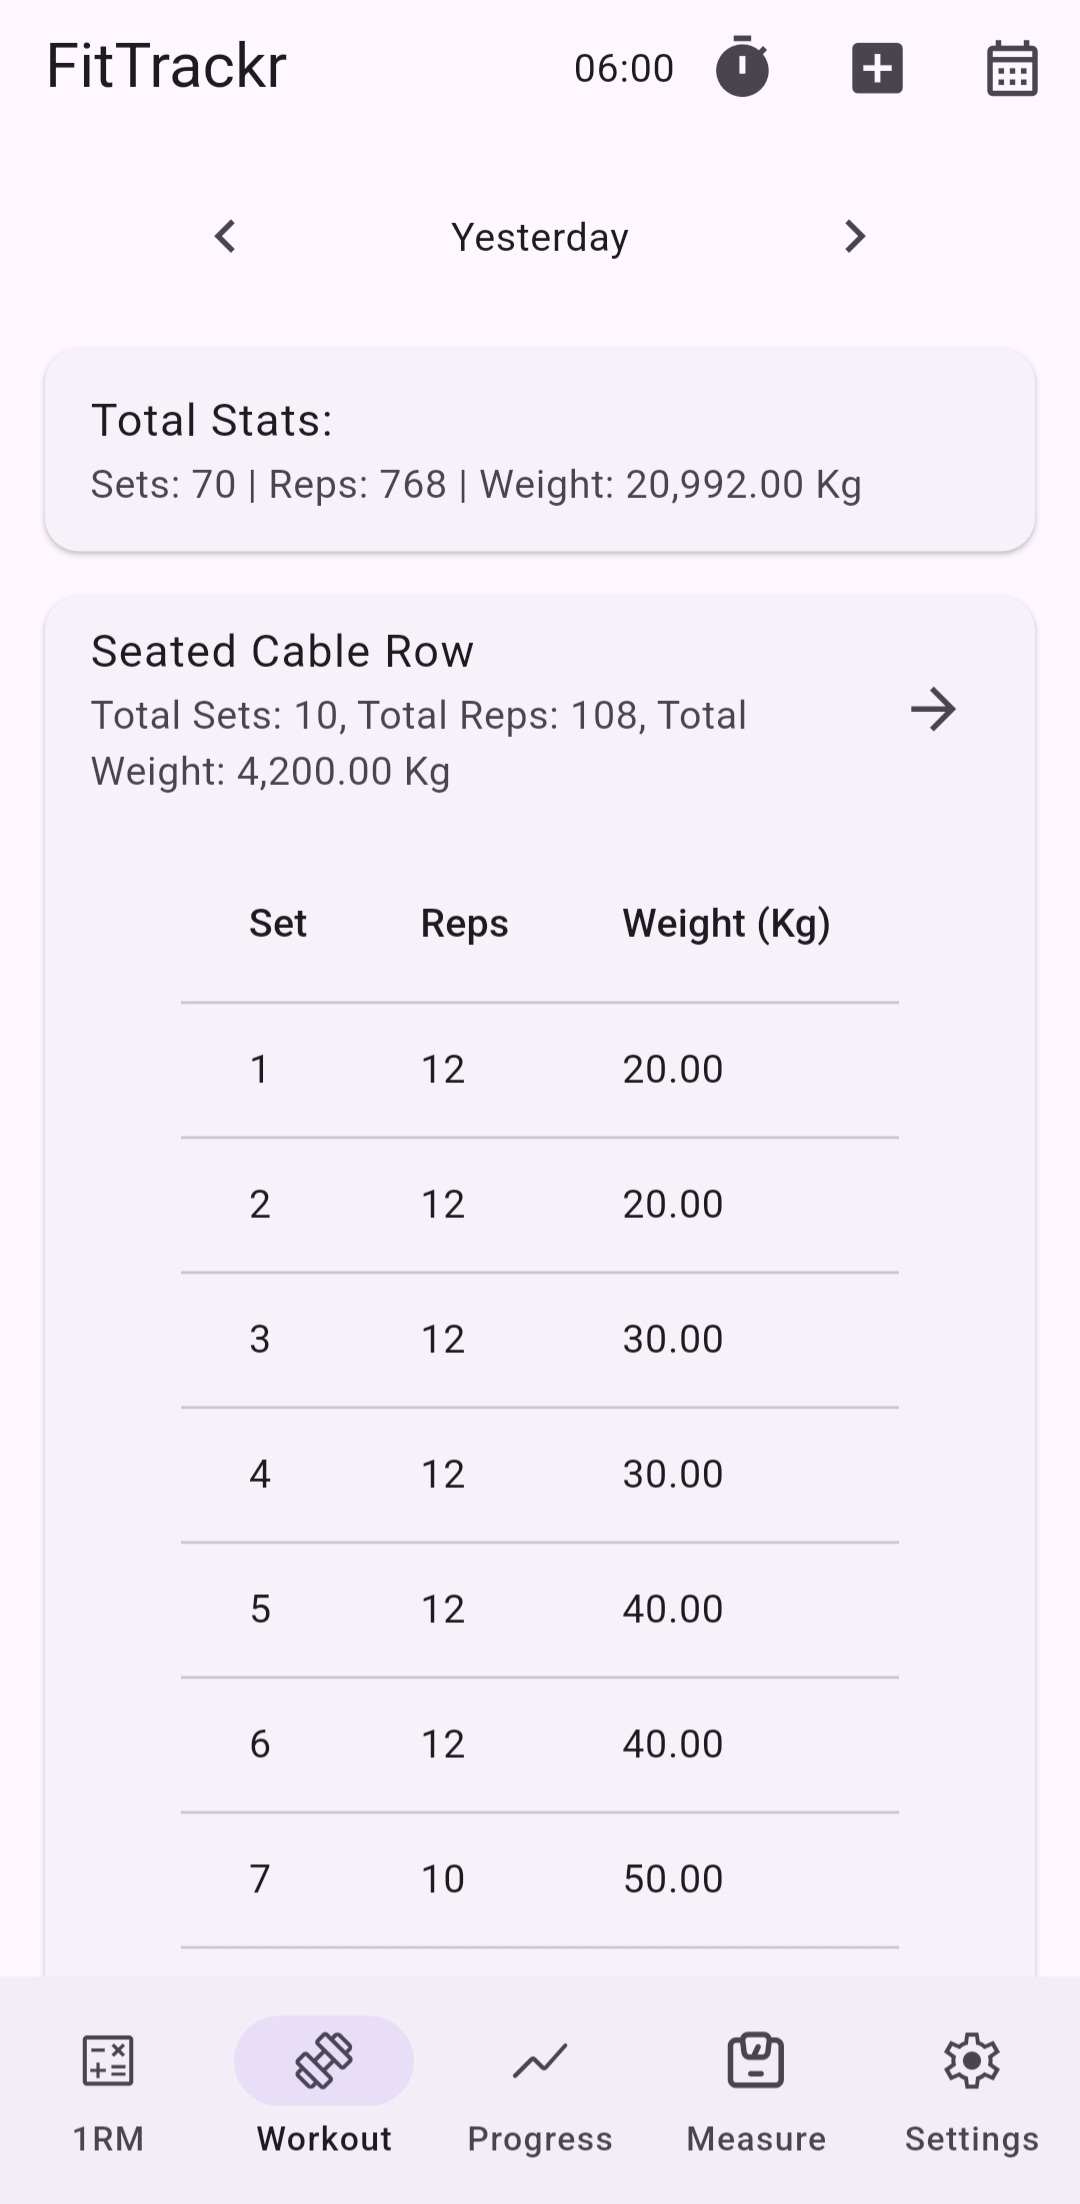 FitTrackr 06:00
Yesterday
Total Stats:
Sets: 70 | Reps: 768 | Weight: 20,992.00 Kg
Seated Cable Row
Total Sets: 10, Total Reps: 108, Total
Weight: 4,200.00 Kg
Set Reps Weight (Kg)
1 12 20.00
2 12 20.00
3 12 30.00
4 12 30.00
5 12 40.00
6 12 40.00
7 10 50.00
1RM Workout Progress Measure Settings